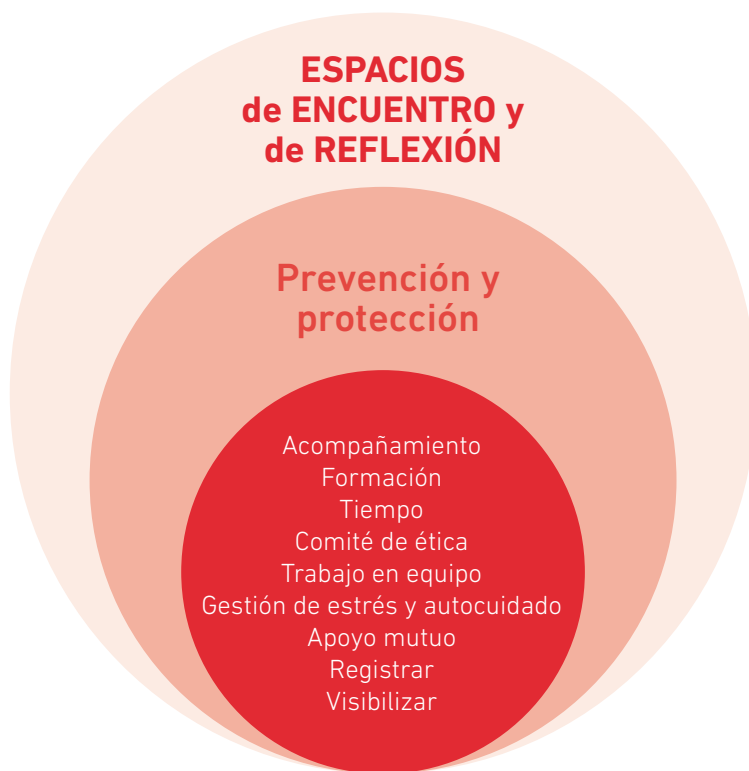 ESPACIOS
de ENCUENTRO y
de REFLEXIÓN
Prevención y
protección
Acompañamiento
Formación
Tiempo
Comité de ética
Trabajo en equipo
Gestión de estrés y autocuidado
Apoyo mutuo
Registrar
Visibilizar